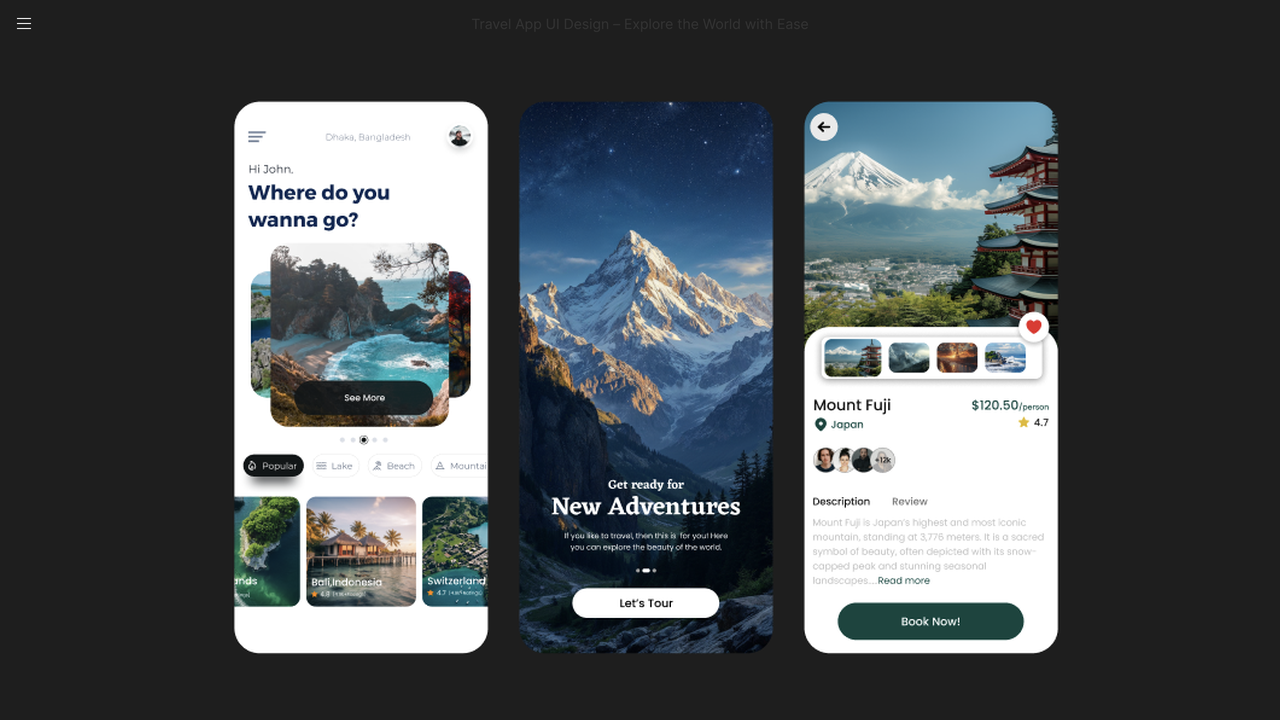 Travel App UI Design – Explore the World with Ease
Dhaka, Bangladesh
Hi John,
Where do you
wanna go?
See More
Popular
Lake
Beach
Mountai
ands
Bali,Indonesia
4.8
Switzerland,
4.7
Get ready for
New Adventures
If you like to travel, then this is for you! Here
you can explore the beauty of the world.
Let's Tour
Mount Fuji
$120.50/person
Japan
4.7
+12k
Description Review
Mount Fuji is Japan's highest and most iconic
mountain, standing at 3,776 meters. It is a sacred
symbol of beauty, often depicted with its snow-
capped peak and stunning seasonal
landscapes....Read more
Book Now!